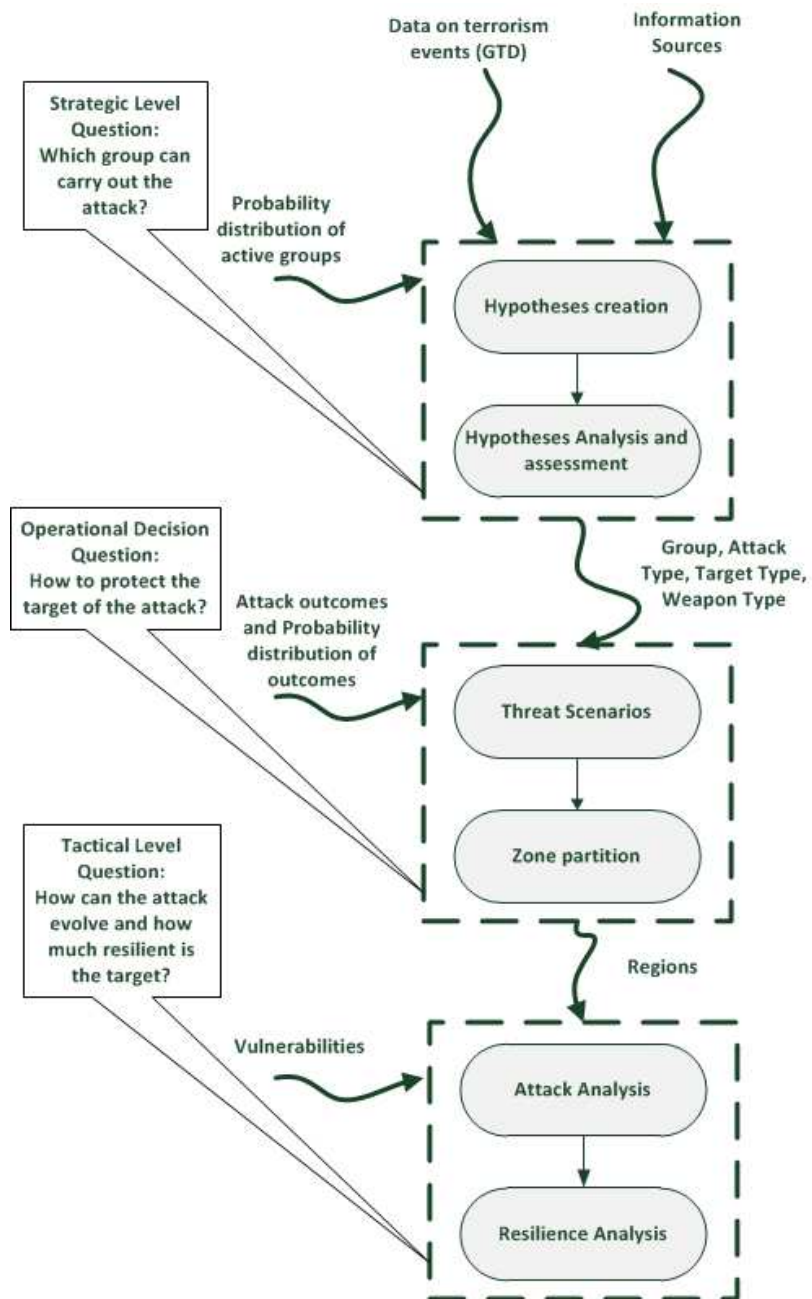 Data on terrorism
events (GTD)
Information
Sources
Strategic Level
Question:
Which group can
carry out the
attack?
Probability
distribution of
active groups
Hypotheses creation
Hypotheses Analysis and
assessment
Operational Decision
Question:
How to protect the
target of the attack?
Group, Attack
Type, Target Type,
Weapon Type
Attack outcomes
and Probability
distribution of
outcomes
Threat Scenarios
Zone partition
Tactical Level
Question:
How can the attack
evolve and how
much resilient is
the target?
Regions
Vulnerabilities
Attack Analysis
Resilience Analysis